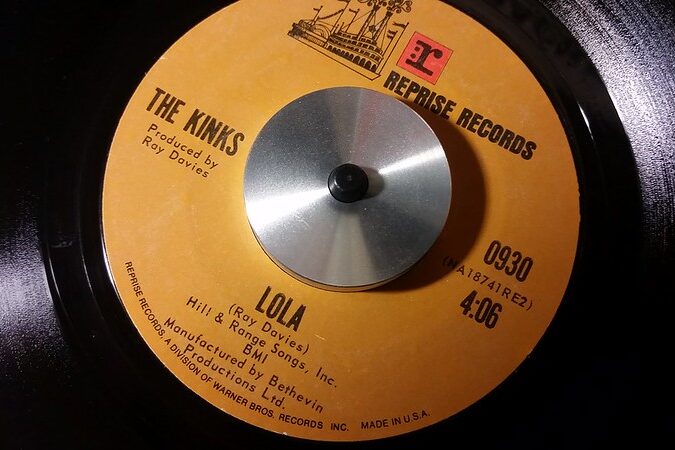 r
REPRISE RECORDS
THE KINKS
Produced by
Ray Davies
0930
(NA18741RE2)
4:06
LOLA
(Ray Davies)
Hill & Range Songs, Inc.
BMI
Manufactured by Bethevin
Productions Ltd.
REPRISE RECORDS, A DIVISION OF WARNER BROS. RECORDS INC. MADE IN U.S.A.